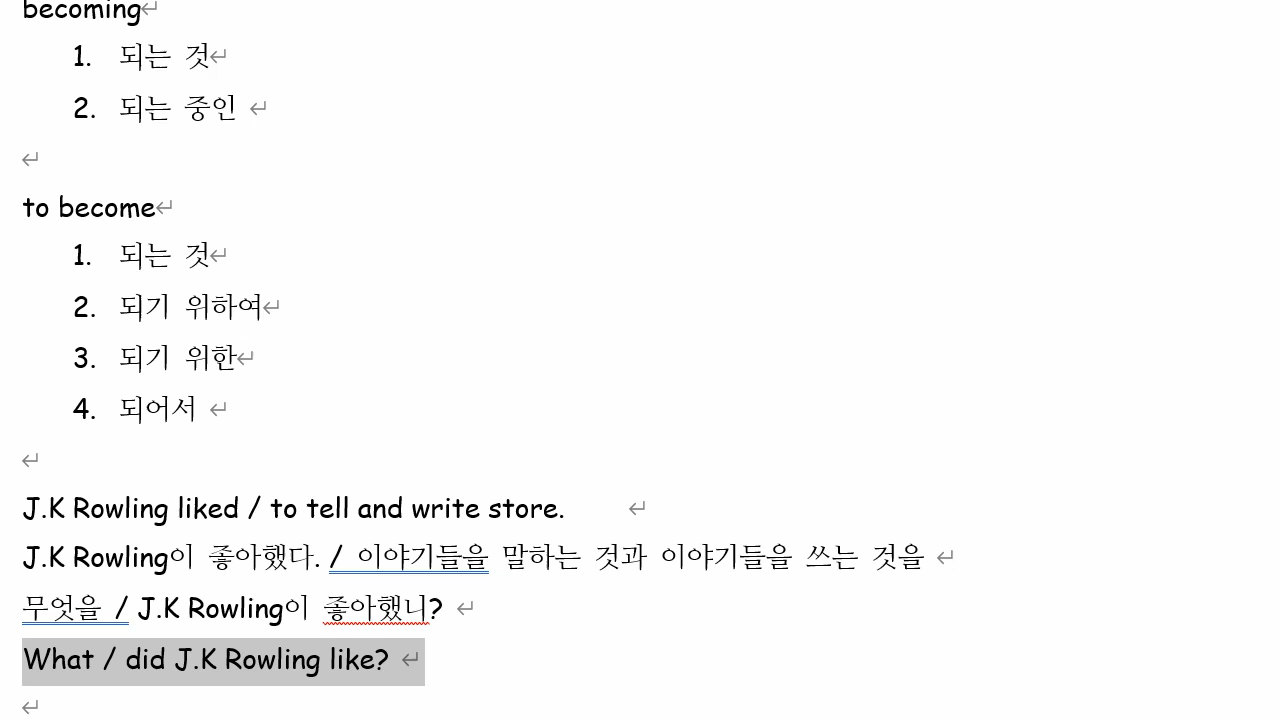 becoming
1. 되는 것
2. 되는 중인
to become
1. 되는 것
2. 되기 위하여
3. 되기 위한
4. 되어서
J.K Rowling liked / to tell and write store.
J.K Rowling이 좋아했다. / 이야기들을 말하는 것과 이야기들을 쓰는 것을
무엇을 / J.K Rowling이 좋아했니?
What / did J.K Rowling like?